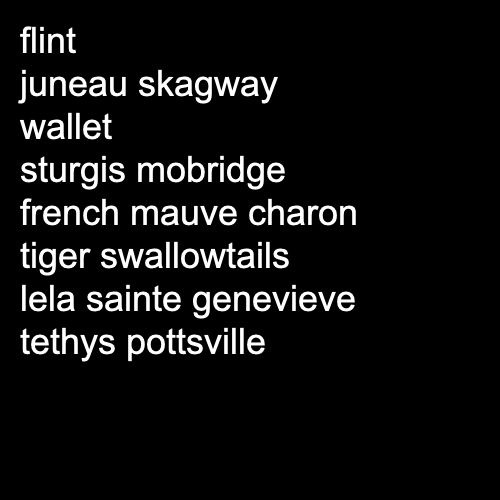 flint
juneau skagway
wallet
sturgis mobridge
french mauve charon
tiger swallowtails
lela sainte genevieve
tethys pottsville